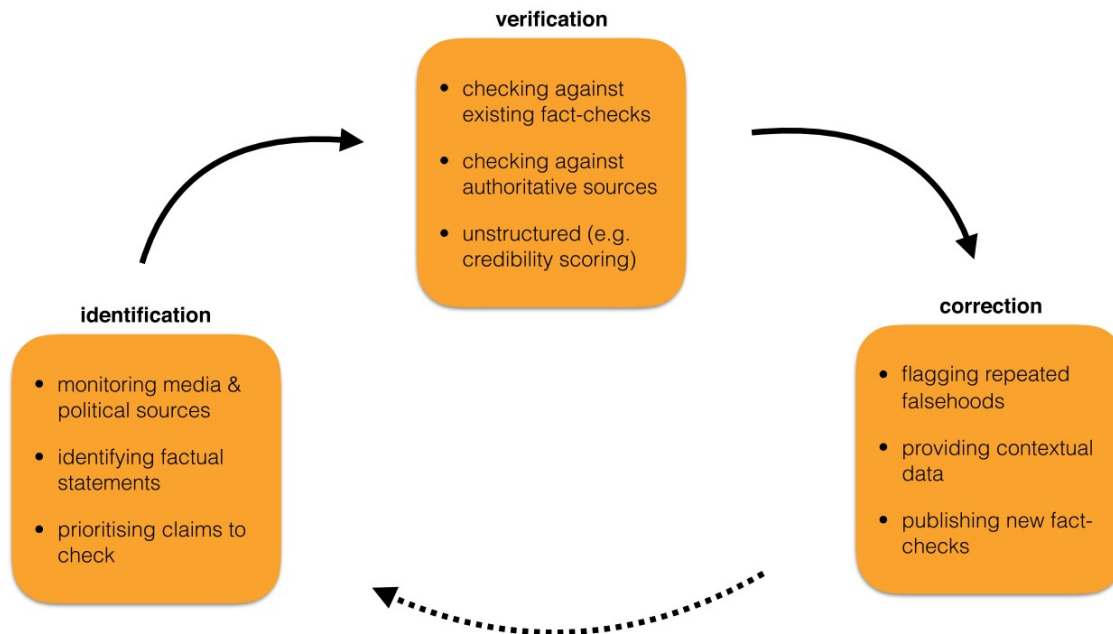 verification
• checking against
existing fact-checks
• checking against
authoritative sources
• unstructured (e.g.
credibility scoring)
identification
• monitoring media &
political sources
• identifying factual
statements
• prioritising claims to
check
correction
• flagging repeated
falsehoods
• providing contextual
data
• publishing new fact-
checks